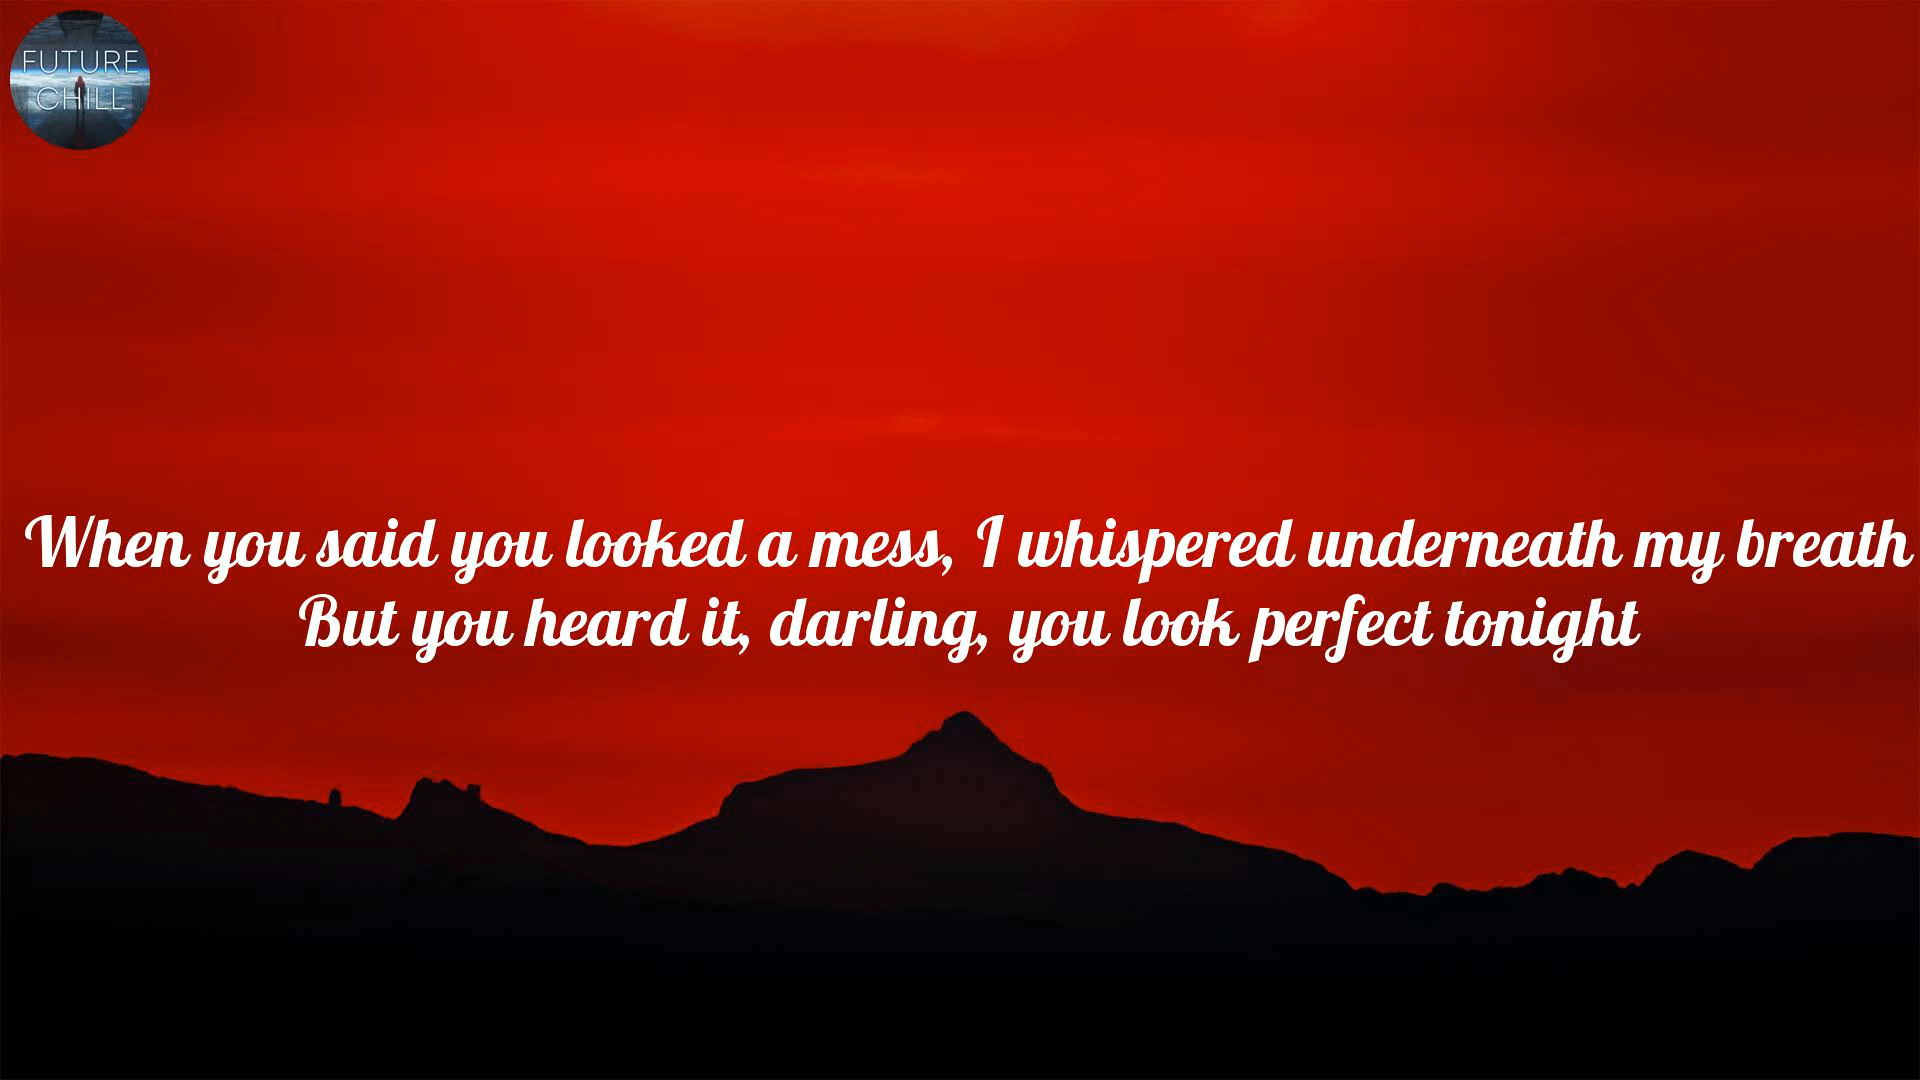 FUTURE
CHILL
When you said you looked a mess, I whispered underneath my breath
But you heard it, darling, you look perfect tonight